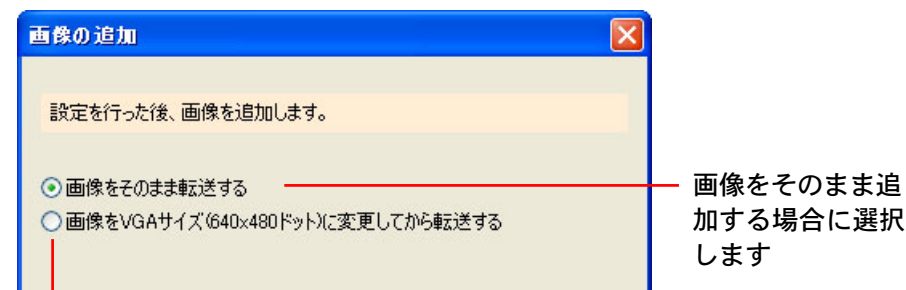 画像の追加
設定を行った後、画像を追加します。
画像をそのまま転送する
画像をVGAサイズ(640x480ドット)に変更してから転送する
画像をそのまま追
加する場合に選択
します